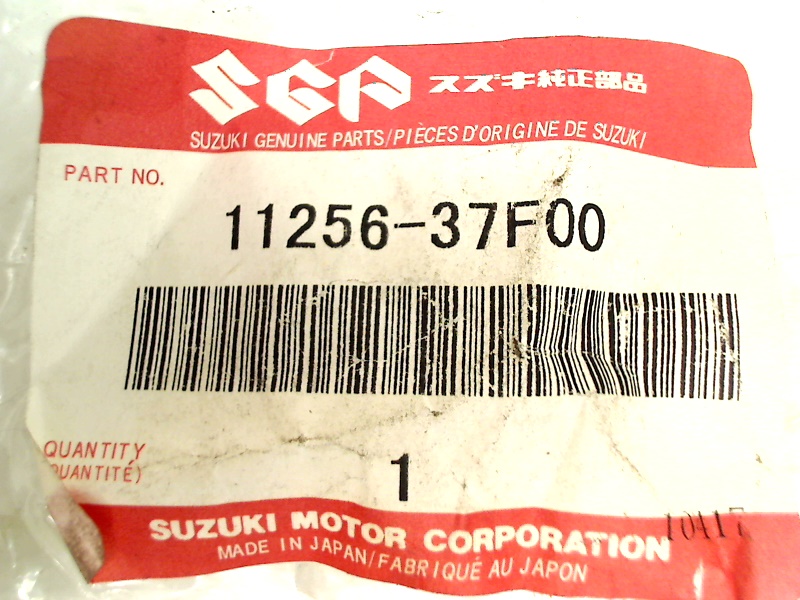 SGP スズキ純正部品
SUZUKI GENUINE PARTS/PIÈCES D'ORIGINE DE SUZUKI
PART NO.
11256-37F00
QUANTITY
(QUANTITÉ)
1
SUZUKI MOTOR CORPORATION
10417
MADE IN JAPAN/FABRIQUÉ AU JAPON